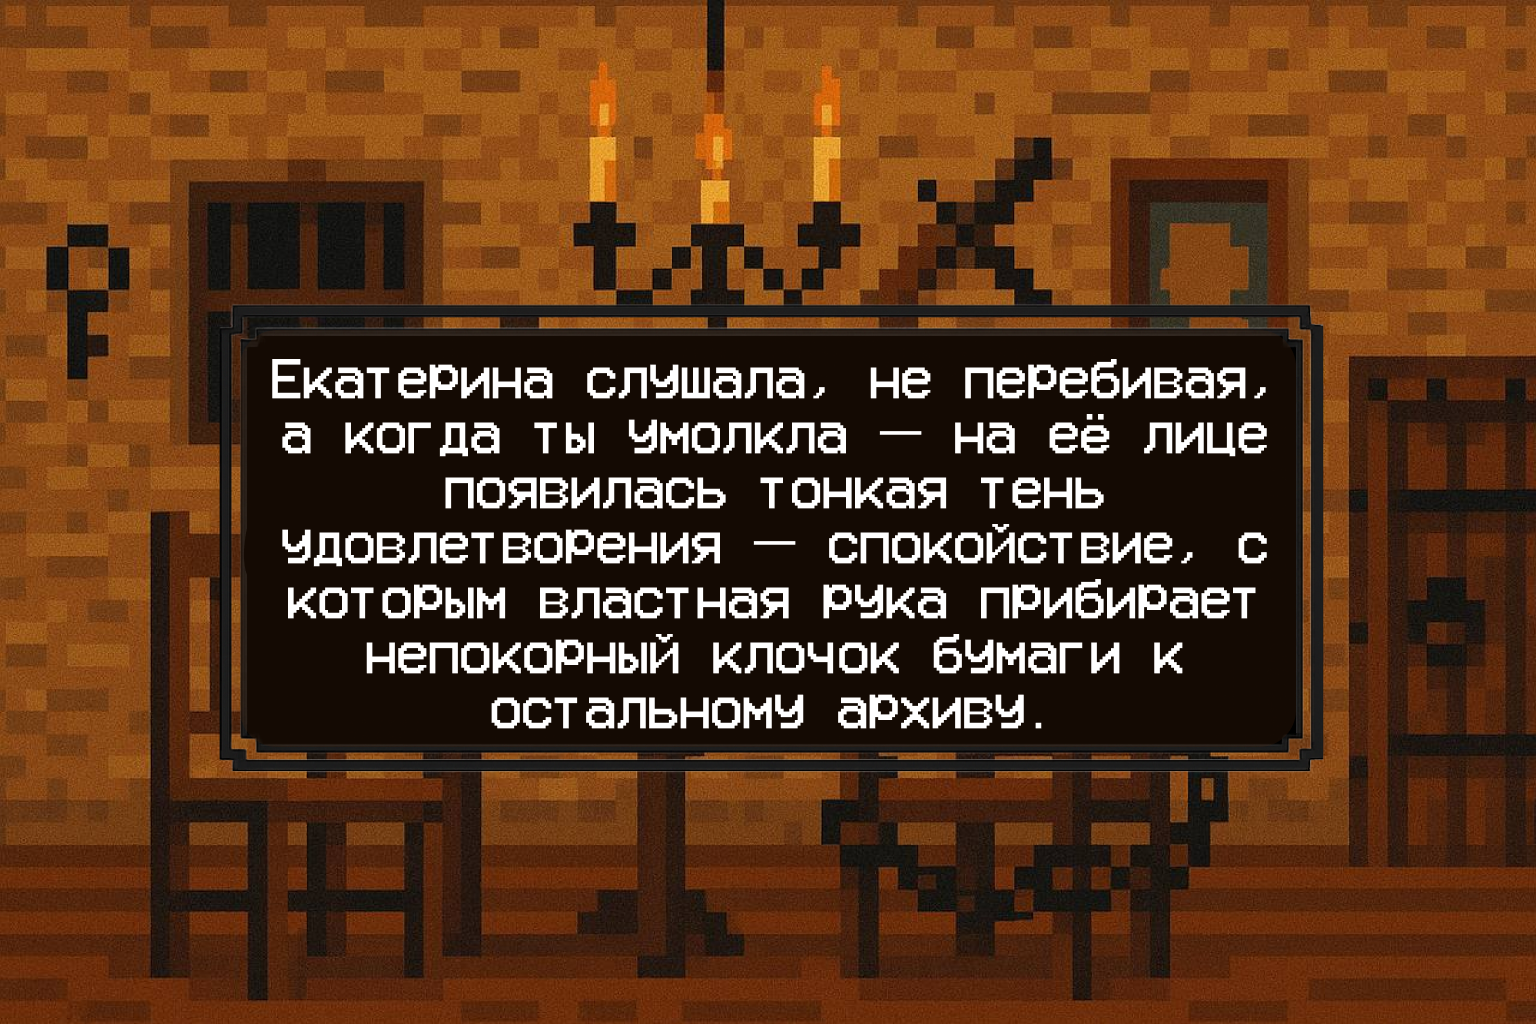 Екатерина слушала, не перебивая,
а когда ты умолкла — на её лице
появилась тонкая тень
удовлетворения — спокойствие, с
которым властная рука прибирает
непокорный клочок бумаги к
остальному архиву.